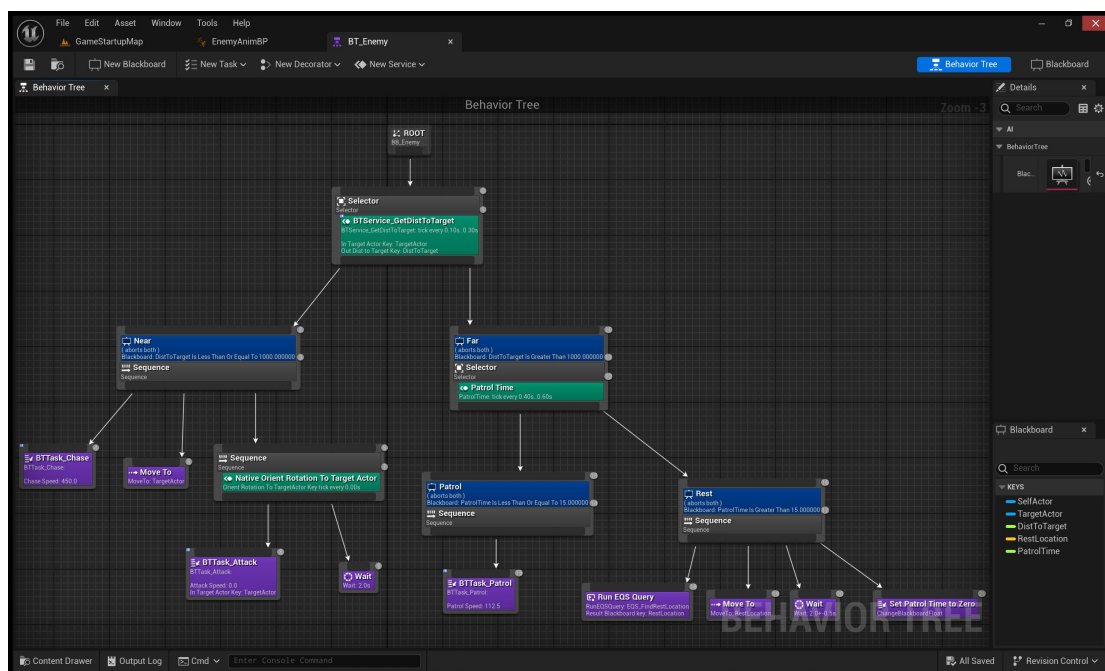 File Edit Asset Window Tools Help
GameStartupMap EnemyAnimBP BT_Enemy
New Blackboard New Task New Decorator New Service Behavior Tree Blackboard
Behavior Tree
Behavior Tree
Zoom -3
ROOT
BB_Enemy
Selector
Selector
BTService_GetDistToTarget
BTService_GetDistToTarget: tick every 0.10s, 0.30s
In Target Actor Key: TargetActor
Out Dist to Target Key: DistToTarget
Near
( aborts both )
Blackboard: DistToTarget Is Less Than Or Equal To 1000.000000
Sequence
Sequence
Far
( aborts both )
Blackboard: DistToTarget Is Greater Than 1000.000000
Selector
Selector
Patrol Time
PatrolTime: tick every 0.40s, 0.60s
BTTask_Chase
BTTask_Chase:
Chase Speed: 450.0
Move To
MoveTo: TargetActor
Sequence
Sequence
Native Orient Rotation To Target Actor
Orient Rotation To TargetActor Key tick every 0.00s
Patrol
( aborts both )
Blackboard: PatrolTime Is Less Than Or Equal To 15.000000
Sequence
Sequence
Rest
( aborts both )
Blackboard: PatrolTime Is Greater Than 15.000000
Sequence
Sequence
BTTask_Attack
BTTask_Attack:
Attack Speed: 0.0
In Target Actor Key: TargetActor
Wait
Wait: 2.0s
BTTask_Patrol
BTTask_Patrol:
Patrol Speed: 112.5
Run EQS Query
RunEQSQuery: EQS_FindRestLocation
Result Blackboard key: RestLocation
Move To
MoveTo: RestLocation
Wait
Wait: 2.0+-0.5s
Set Patrol Time to Zero
ChangeBlackboardFloat
BEHAVIOR TREE
Details
Search
AI
BehaviorTree
Blac...
Blackboard
Search
KEYS
SelfActor
TargetActor
DistToTarget
RestLocation
PatrolTime
Content Drawer Output Log Cmd Enter Console Command All Saved Revision Control